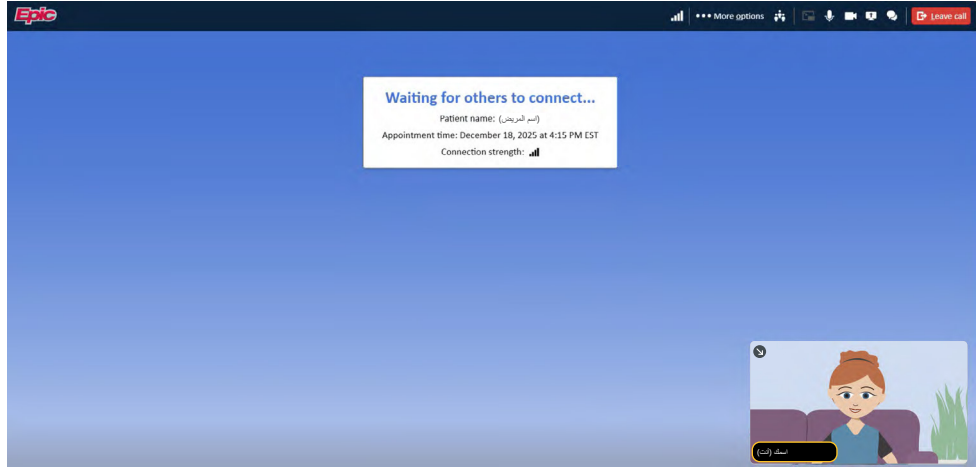 Epic
More options
Leave call
Waiting for others to connect...
Patient name: (اسم المريض)
Appointment time: December 18, 2025 at 4:15 PM EST
Connection strength:
اسمك (أنت)